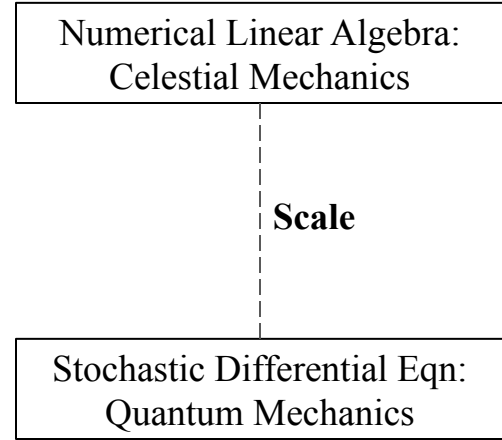 Numerical Linear Algebra:
Celestial Mechanics
Scale
Stochastic Differential Eqn:
Quantum Mechanics